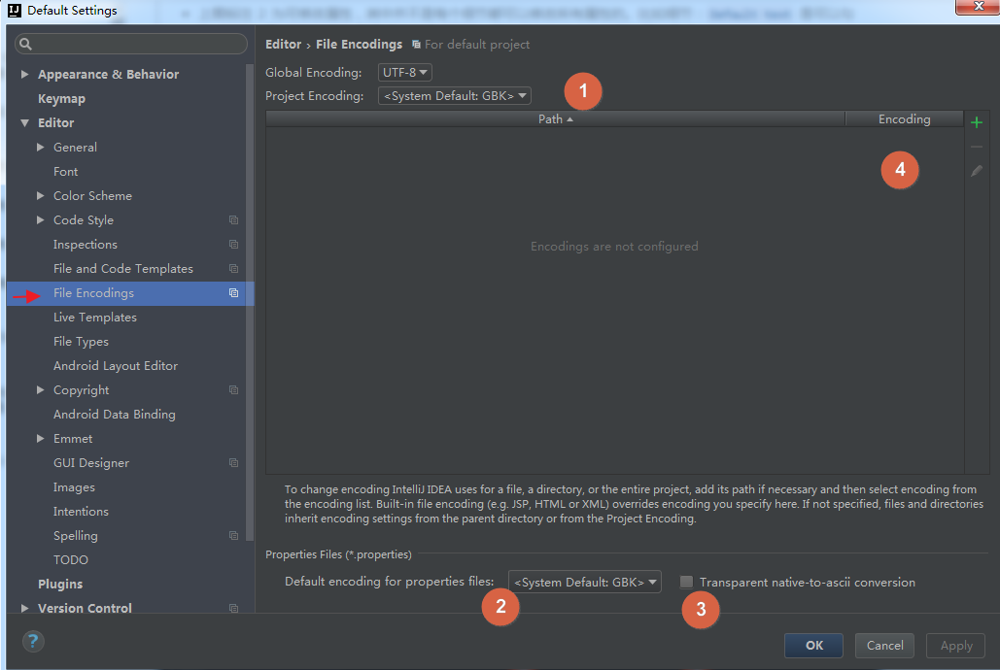 Default Settings
Editor › File Encodings For default project
Global Encoding: UTF-8
Project Encoding: <System Default: GBK>
1
Path Encoding
4
Encodings are not configured
Appearance & Behavior
Keymap
Editor
General
Font
Color Scheme
Code Style
Inspections
File and Code Templates
File Encodings
Live Templates
File Types
Android Layout Editor
Copyright
Android Data Binding
Emmet
GUI Designer
Images
Intentions
Spelling
TODO
Plugins
Version Control
To change encoding IntelliJ IDEA uses for a file, a directory, or the entire project, add its path if necessary and then select encoding from
the encoding list. Built-in file encoding (e.g. JSP, HTML or XML) overrides encoding you specify here. If not specified, files and directories
inherit encoding settings from the parent directory or from the Project Encoding.
Properties Files (*.properties)
Default encoding for properties files: <System Default: GBK> Transparent native-to-ascii conversion
2
3
?
OK Cancel Apply